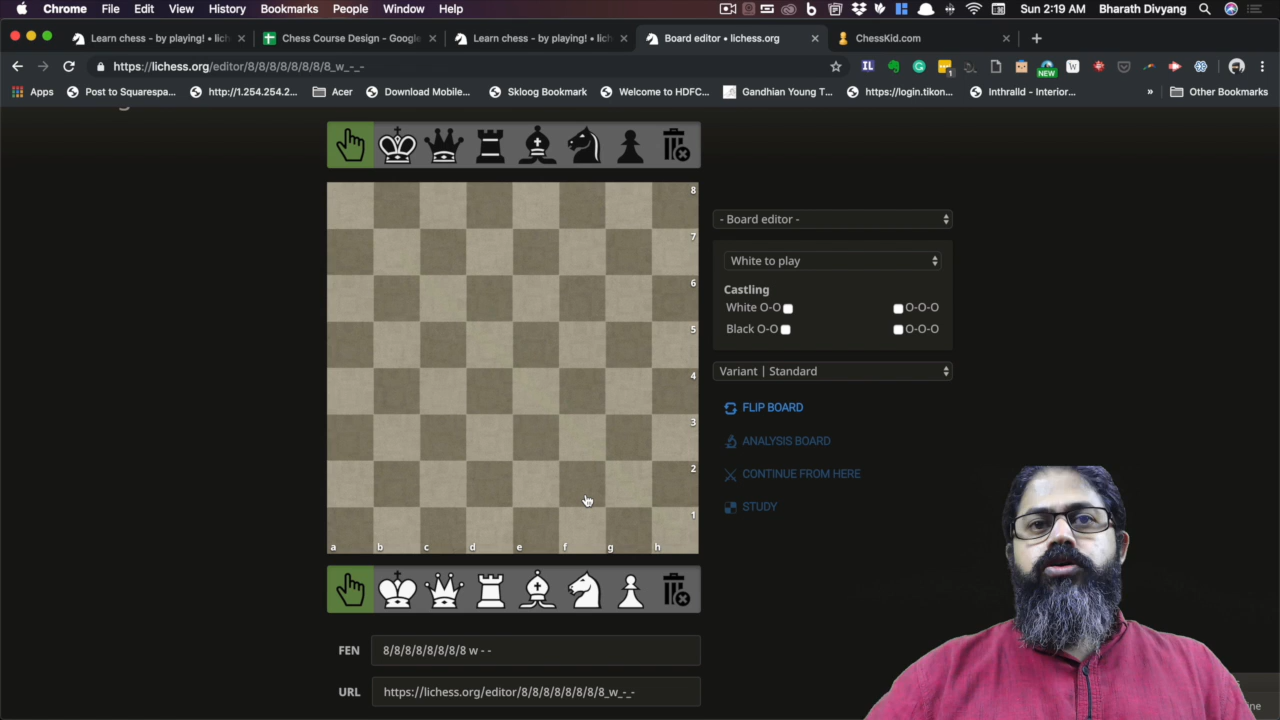 Chrome File Edit View History Bookmarks People Window Help Sun 2:19 AM Bharath Divyang
Learn chess - by playing! • lich Chess Course Design - Google Learn chess - by playing! • lich Board editor • lichess.org ChessKid.com
https://lichess.org/editor/8/8/8/8/8/8/8/8_w_-_- IL 1 NEW W
Apps Post to Squarespa... http://1.254.254.2... Acer Download Mobile... Skloog Bookmark Welcome to HDFC... Gandhian Young T... https://login.tikon... Inthralld - Interior... » Other Bookmarks
8
7
6
5
4
3
2
1
a b c d e f g h
- Board editor -
White to play
Castling
White O-O O-O-O
Black O-O O-O-O
Variant | Standard
FLIP BOARD
ANALYSIS BOARD
CONTINUE FROM HERE
STUDY
FEN 8/8/8/8/8/8/8/8 w - -
URL https://lichess.org/editor/8/8/8/8/8/8/8/8_w_-_-